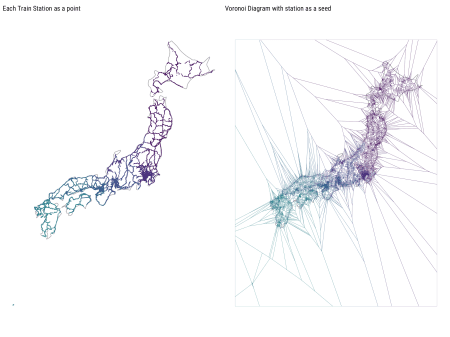 Each Train Station as a point
Voronoi Diagram with station as a seed